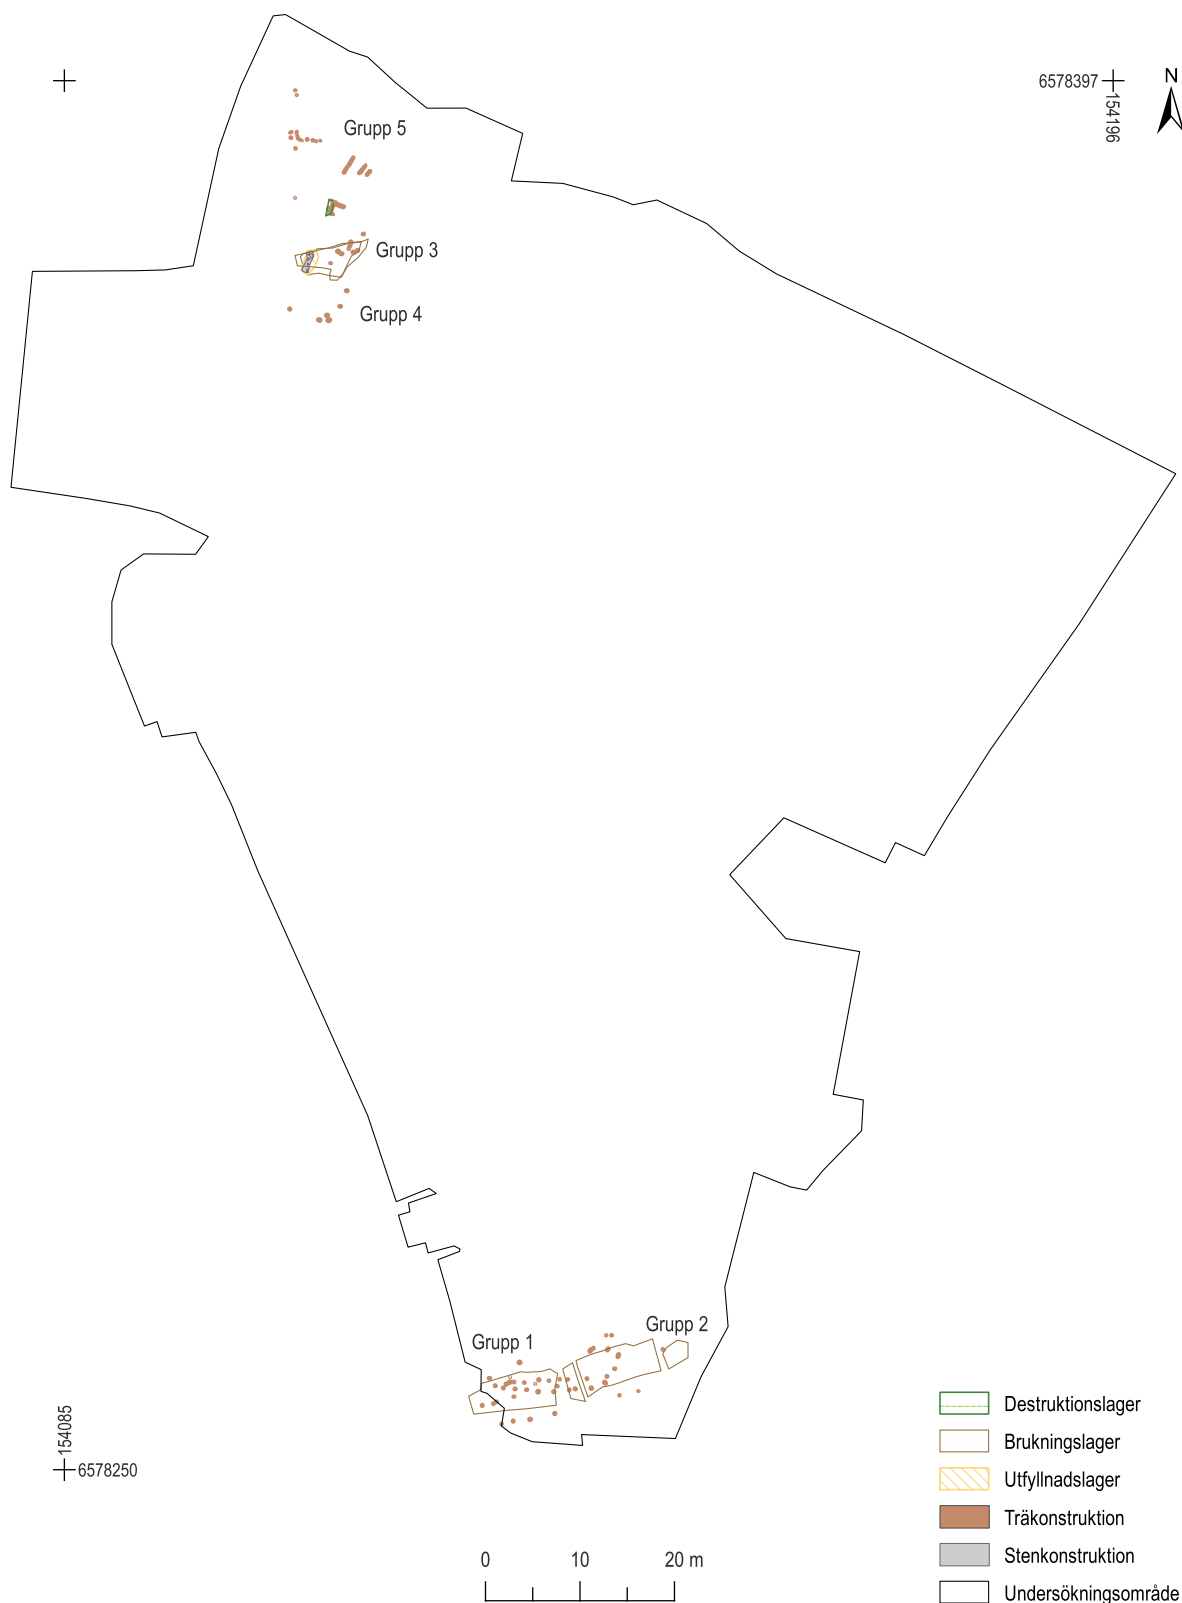 N
6578397
154196
Grupp 5
Grupp 3
Grupp 4
Grupp 1
Grupp 2
154085
6578250
0 10 20 m
Destruktionslager
Brukningslager
Utfyllnadslager
Träkonstruktion
Stenkonstruktion
Undersökningsområde